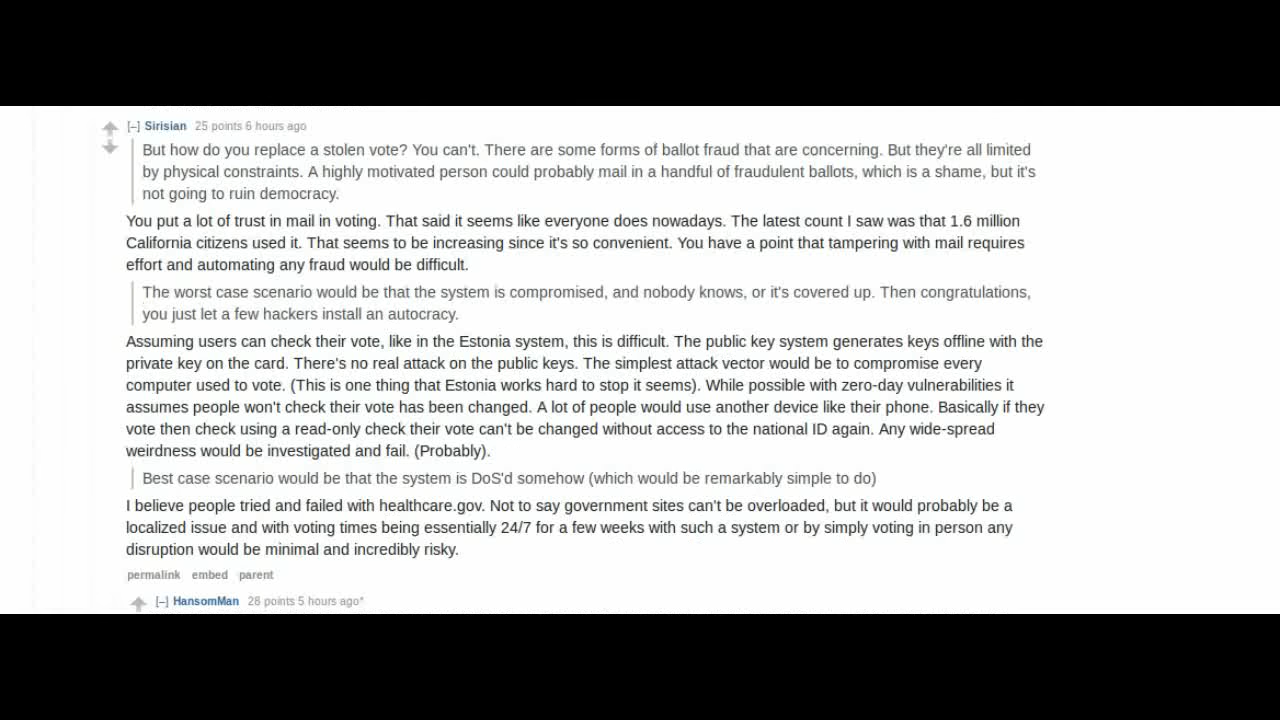 [–] Sirisian 25 points 6 hours ago
But how do you replace a stolen vote? You can't. There are some forms of ballot fraud that are concerning. But they're all limited
by physical constraints. A highly motivated person could probably mail in a handful of fraudulent ballots, which is a shame, but it's
not going to ruin democracy.
You put a lot of trust in mail in voting. That said it seems like everyone does nowadays. The latest count I saw was that 1.6 million
California citizens used it. That seems to be increasing since it's so convenient. You have a point that tampering with mail requires
effort and automating any fraud would be difficult.
The worst case scenario would be that the system is compromised, and nobody knows, or it's covered up. Then congratulations,
you just let a few hackers install an autocracy.
Assuming users can check their vote, like in the Estonia system, this is difficult. The public key system generates keys offline with the
private key on the card. There's no real attack on the public keys. The simplest attack vector would be to compromise every
computer used to vote. (This is one thing that Estonia works hard to stop it seems). While possible with zero-day vulnerabilities it
assumes people won't check their vote has been changed. A lot of people would use another device like their phone. Basically if they
vote then check using a read-only check their vote can't be changed without access to the national ID again. Any wide-spread
weirdness would be investigated and fail. (Probably).
Best case scenario would be that the system is DoS'd somehow (which would be remarkably simple to do)
I believe people tried and failed with healthcare.gov. Not to say government sites can't be overloaded, but it would probably be a
localized issue and with voting times being essentially 24/7 for a few weeks with such a system or by simply voting in person any
disruption would be minimal and incredibly risky.
permalink embed parent
[–] HansomMan 28 points 5 hours ago*